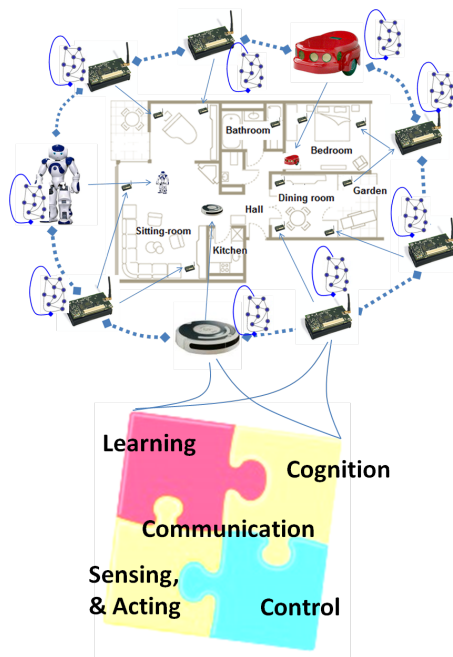 Bathroom
Bedroom
Dining room
Garden
Hall
Sitting-room
Kitchen
Learning
Cognition
Communication
Sensing,
& Acting
Control